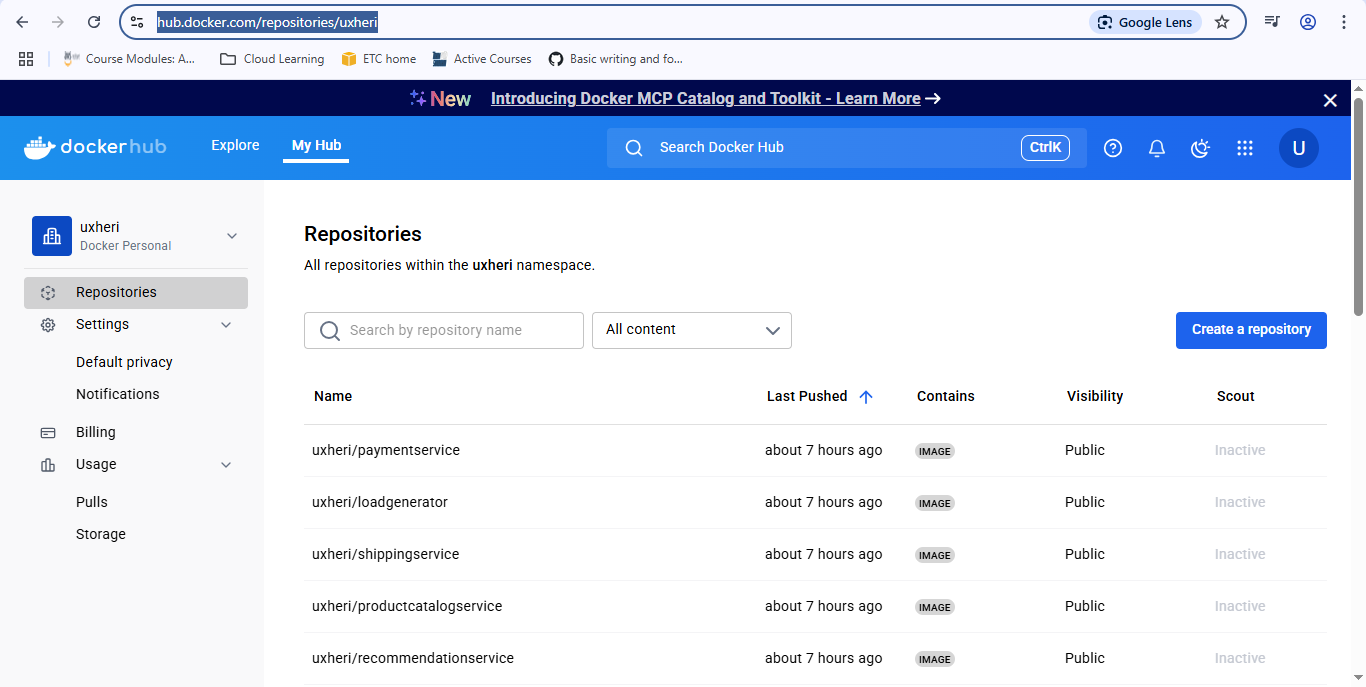 hub.docker.com/repositories/uxheri
Google Lens
Course Modules: A...
Cloud Learning
ETC home
Active Courses
Basic writing and fo...
New Introducing Docker MCP Catalog and Toolkit - Learn More →
dockerhub
Explore
My Hub
Search Docker Hub
CtrlK
U
uxheri
Docker Personal
Repositories
Settings
Default privacy
Notifications
Billing
Usage
Pulls
Storage
Repositories
All repositories within the uxheri namespace.
Search by repository name
All content
Create a repository
Name Last Pushed Contains Visibility Scout
uxheri/paymentservice about 7 hours ago IMAGE Public Inactive
uxheri/loadgenerator about 7 hours ago IMAGE Public Inactive
uxheri/shippingservice about 7 hours ago IMAGE Public Inactive
uxheri/productcatalogservice about 7 hours ago IMAGE Public Inactive
uxheri/recommendationservice about 7 hours ago IMAGE Public Inactive